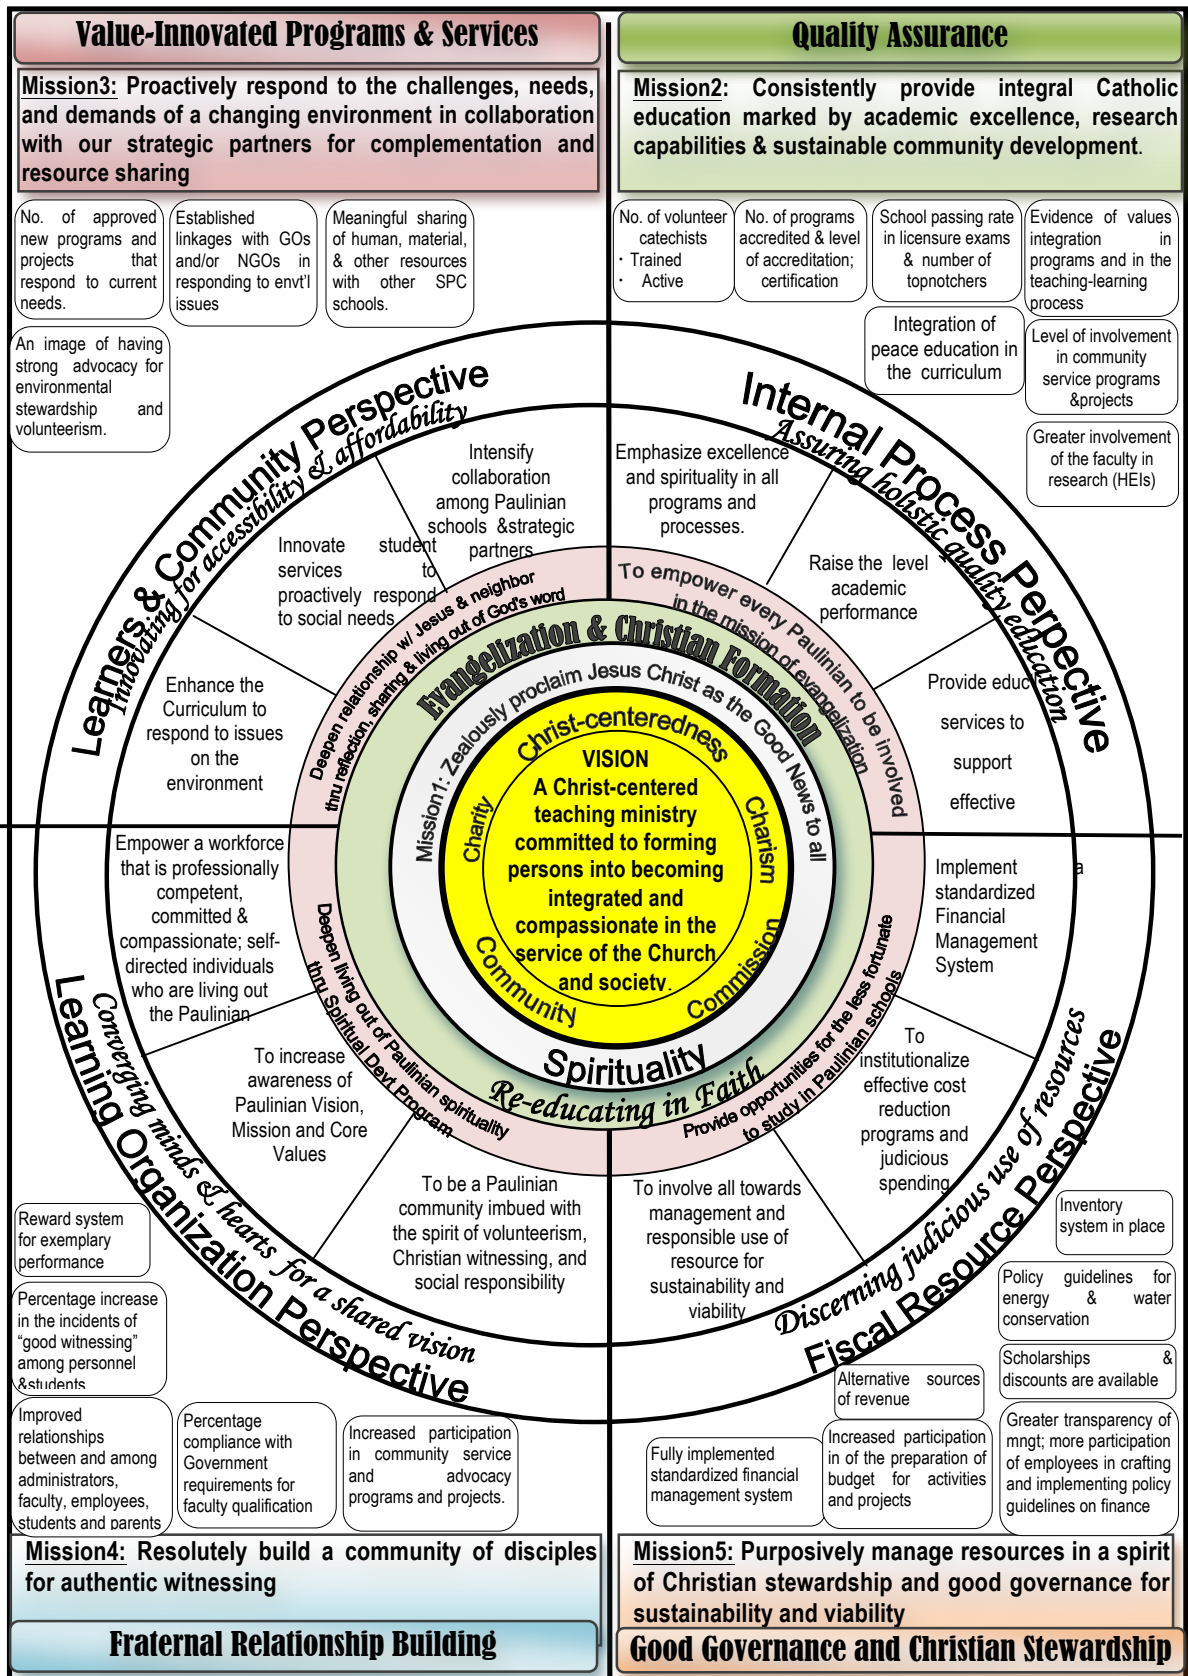 Value-Innovated Programs & Services
Mission3: Proactively respond to the challenges, needs,
and demands of a changing environment in collaboration
with our strategic partners for complementation and
resource sharing
No. of approved
new programs and
projects that
respond to current
needs.
Established
linkages with GOs
and/or NGOs in
responding to envt'l
issues
Meaningful sharing
of human, material,
& other resources
with other SPC
schools.
An image of having
strong advocacy for
environmental
stewardship and
volunteerism.
Quality Assurance
Mission2: Consistently provide integral Catholic
education marked by academic excellence, research
capabilities & sustainable community development.
No. of volunteer
catechists
· Trained
· Active
No. of programs
accredited & level
of accreditation;
certification
School passing rate
in licensure exams
& number of
topnotchers
Evidence of values
integration in
programs and in the
teaching-learning
process
Integration of
peace education in
the curriculum
Level of involvement
in community
service programs
&projects
Greater involvement
of the faculty in
research (HEIs)
Learners & Community Perspective
Innovating for accessibility & affordability
Internal Process Perpective
Assuring holistic quality education
Intensify
collaboration
among Paulinian
schools &strategic
partners
Innovate student
services to
proactively respond
to social needs
Enhance the
Curriculum to
respond to issues
on the
environment
Emphasize excellence
and spirituality in all
programs and
processes.
Raise the level
academic
performance
Provide educ
services to
support
effective
Deepen relationship w/ Jesus & neighbor
thru reflection, sharing & living out of God's word
To empower every Paulinian to be involved
in the mission of evangelization
Evangelization & Christian Formation
Mission1: Zealously proclaim Jesus Christ as the Good News to all
Christ-centeredness
Charity
Charism
VISION
A Christ-centered
teaching ministry
committed to forming
persons into becoming
integrated and
compassionate in the
service of the Church
and society.
Community
Commission
Spirituality
Re-educating in Faith
Deepen living out of Paulinian spirituality
thru Spiritual Devt Program
Provide opportunities for the less fortunate
to study in Paulinian schools
Empower a workforce
that is professionally
competent,
committed &
compassionate; self-
directed individuals
who are living out
the Paulinian
To increase
awareness of
Paulinian Vision,
Mission and Core
Values
To be a Paulinian
community imbued with
the spirit of volunteerism,
Christian witnessing, and
social responsibility
Implement a
standardized
Financial
Management
System
To
institutionalize
effective cost
reduction
programs and
judicious
spending
To involve all towards
management and
responsible use of
resource for
sustainability and
viability
Converging minds & hearts for a shared vision
Learning Organization Perspective
Discerning judicious use of resources
Fiscal Resource Perspective
Reward system
for exemplary
performance
Percentage increase
in the incidents of
“good witnessing”
among personnel
&students
Improved
relationships
between and among
administrators,
faculty, employees,
students and parents
Percentage
compliance with
Government
requirements for
faculty qualification
Increased participation
in community service
and advocacy
programs and projects.
Inventory
system in place
Policy guidelines for
energy & water
conservation
Scholarships &
discounts are available
Alternative sources
of revenue
Fully implemented
standardized financial
management system
Increased participation
in of the preparation of
budget for activities
and projects
Greater transparency of
mngt; more participation
of employees in crafting
and implementing policy
guidelines on finance
Mission4: Resolutely build a community of disciples
for authentic witnessing
Fraternal Relationship Building
Mission5: Purposively manage resources in a spirit
of Christian stewardship and good governance for
sustainability and viability
Good Governance and Christian Stewardship